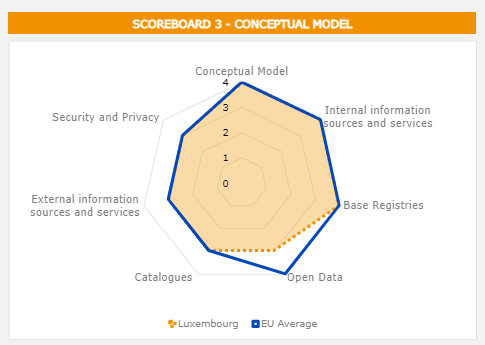 SCOREBOARD 3 - CONCEPTUAL MODEL
Conceptual Model
4
3
2
1
0
Internal information
sources and services
Base Registries
Open Data
Catalogues
External information
sources and services
Security and Privacy
Luxembourg
EU Average